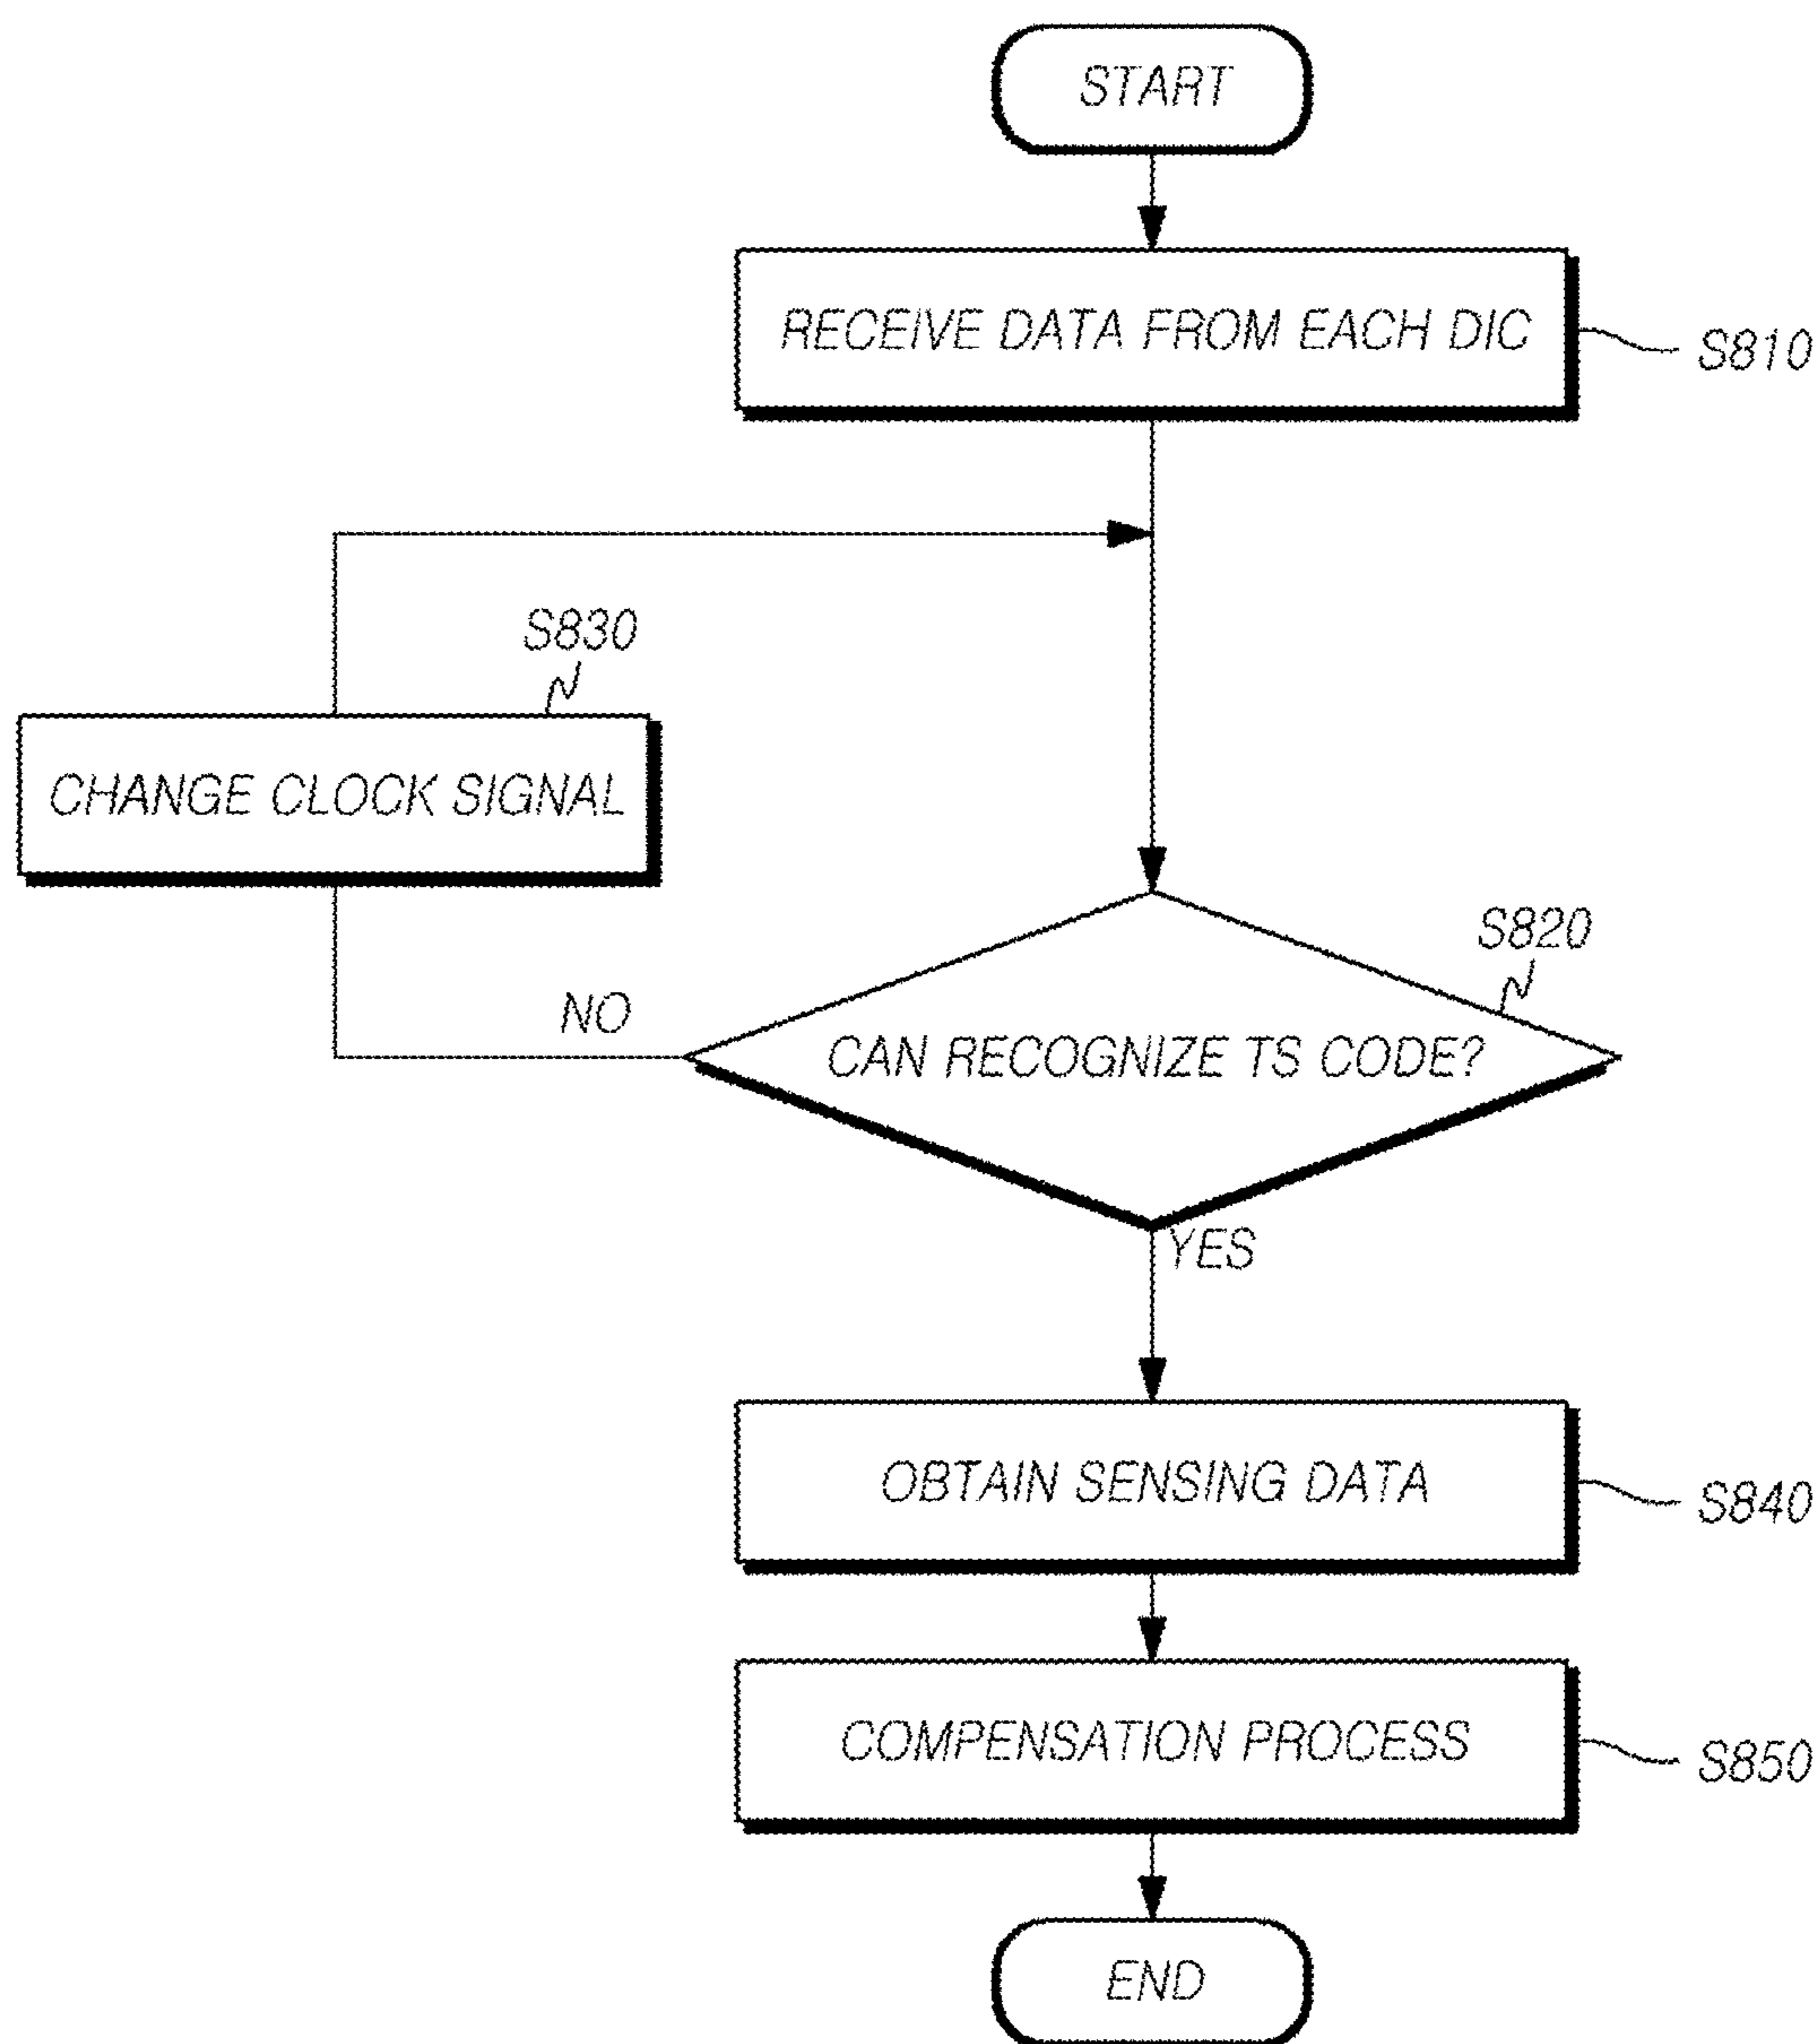 START
RECEIVE DATA FROM EACH DIC
S810
S830
CHANGE CLOCK SIGNAL
S820
NO
CAN RECOGNIZE TS CODE?
YES
OBTAIN SENSING DATA
S840
COMPENSATION PROCESS
S850
END